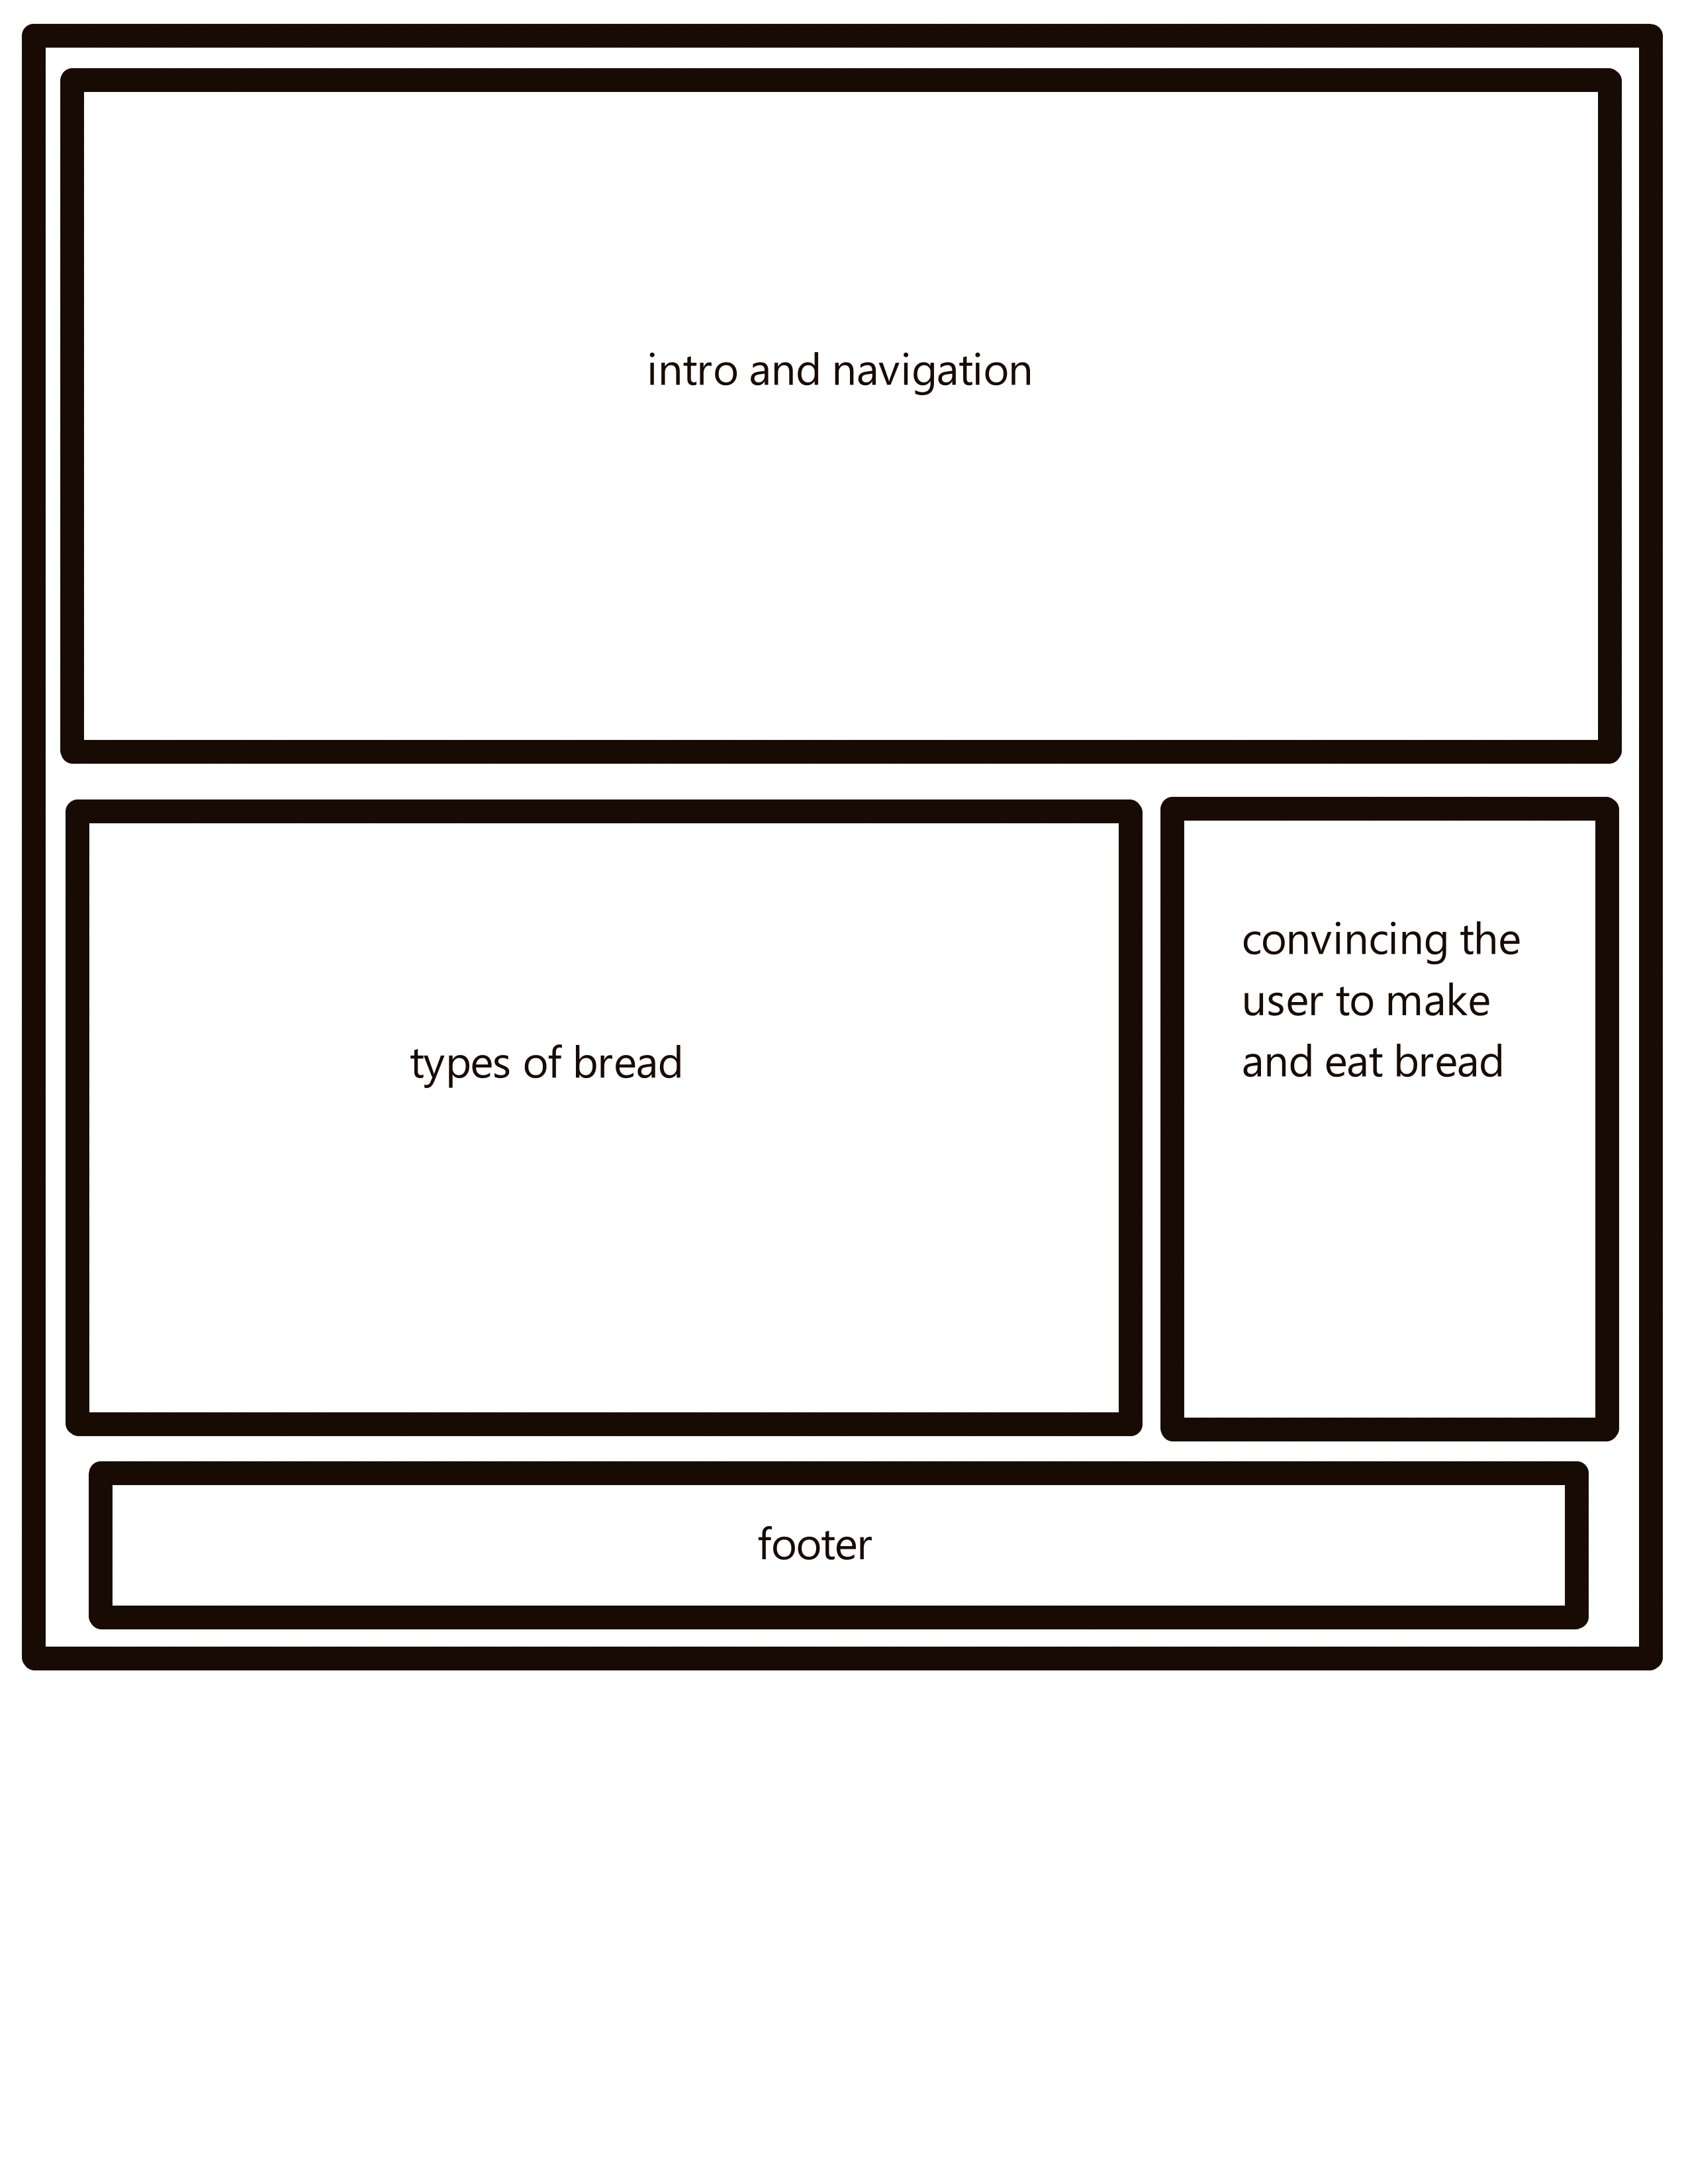 intro and navigation
types of bread
convincing the
user to make
and eat bread
footer